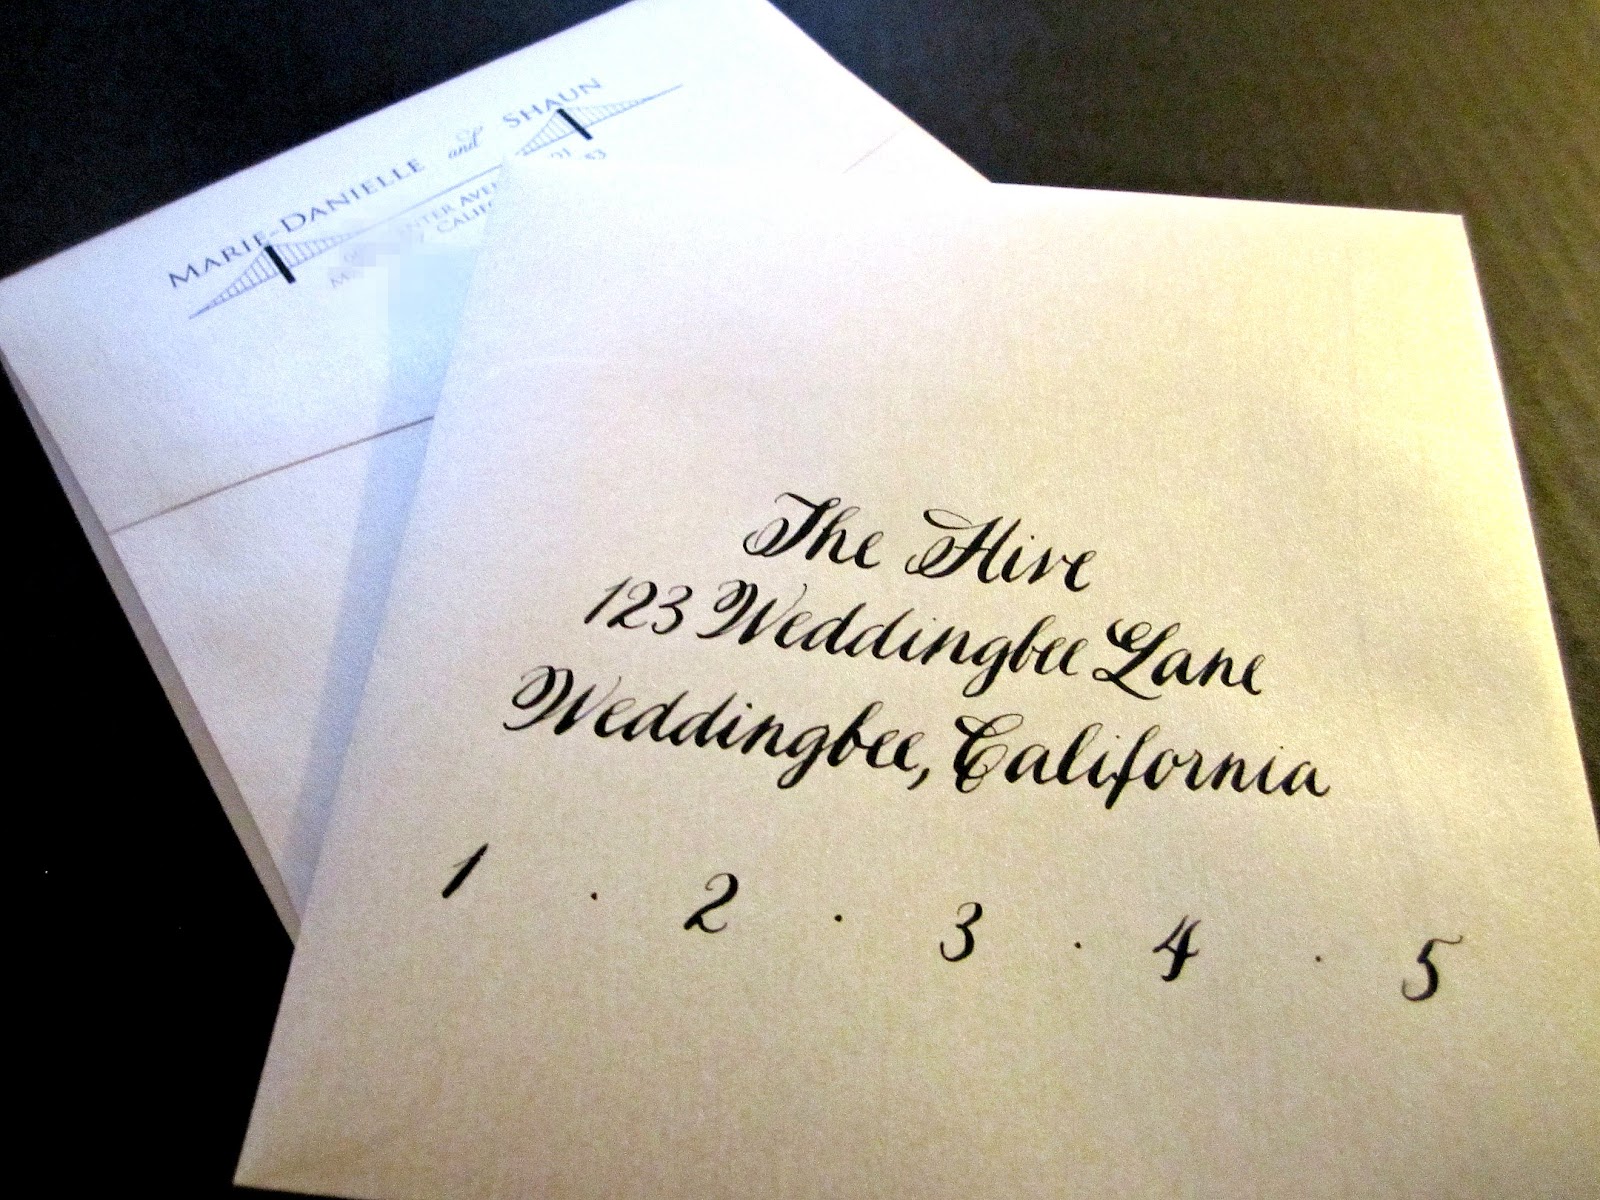 MARIE-DANIELLE and SHAUN
The Hive
123 Weddingbee Lane
Weddingbee, California
1 · 2 · 3 · 4 · 5